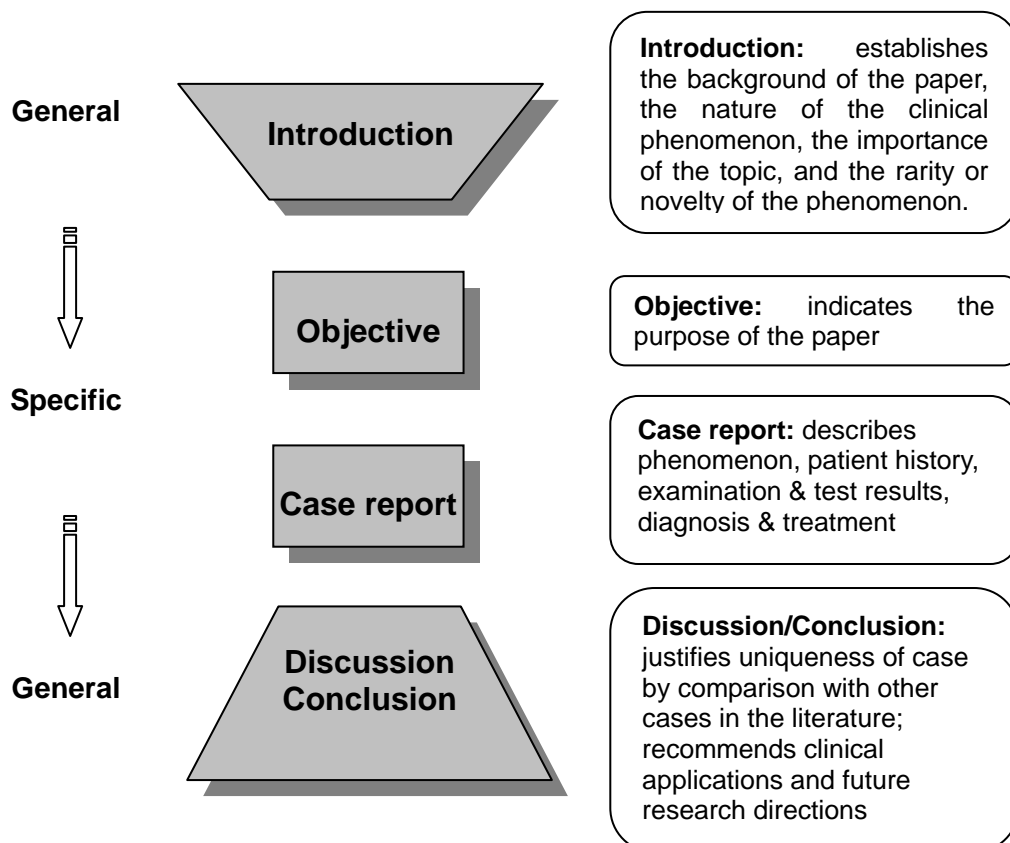 General
Introduction
Introduction: establishes
the background of the paper,
the nature of the clinical
phenomenon, the importance
of the topic, and the rarity or
novelty of the phenomenon.
Objective
Objective: indicates the
purpose of the paper
Specific
Case report
Case report: describes
phenomenon, patient history,
examination & test results,
diagnosis & treatment
General
Discussion
Conclusion
Discussion/Conclusion:
justifies uniqueness of case
by comparison with other
cases in the literature;
recommends clinical
applications and future
research directions